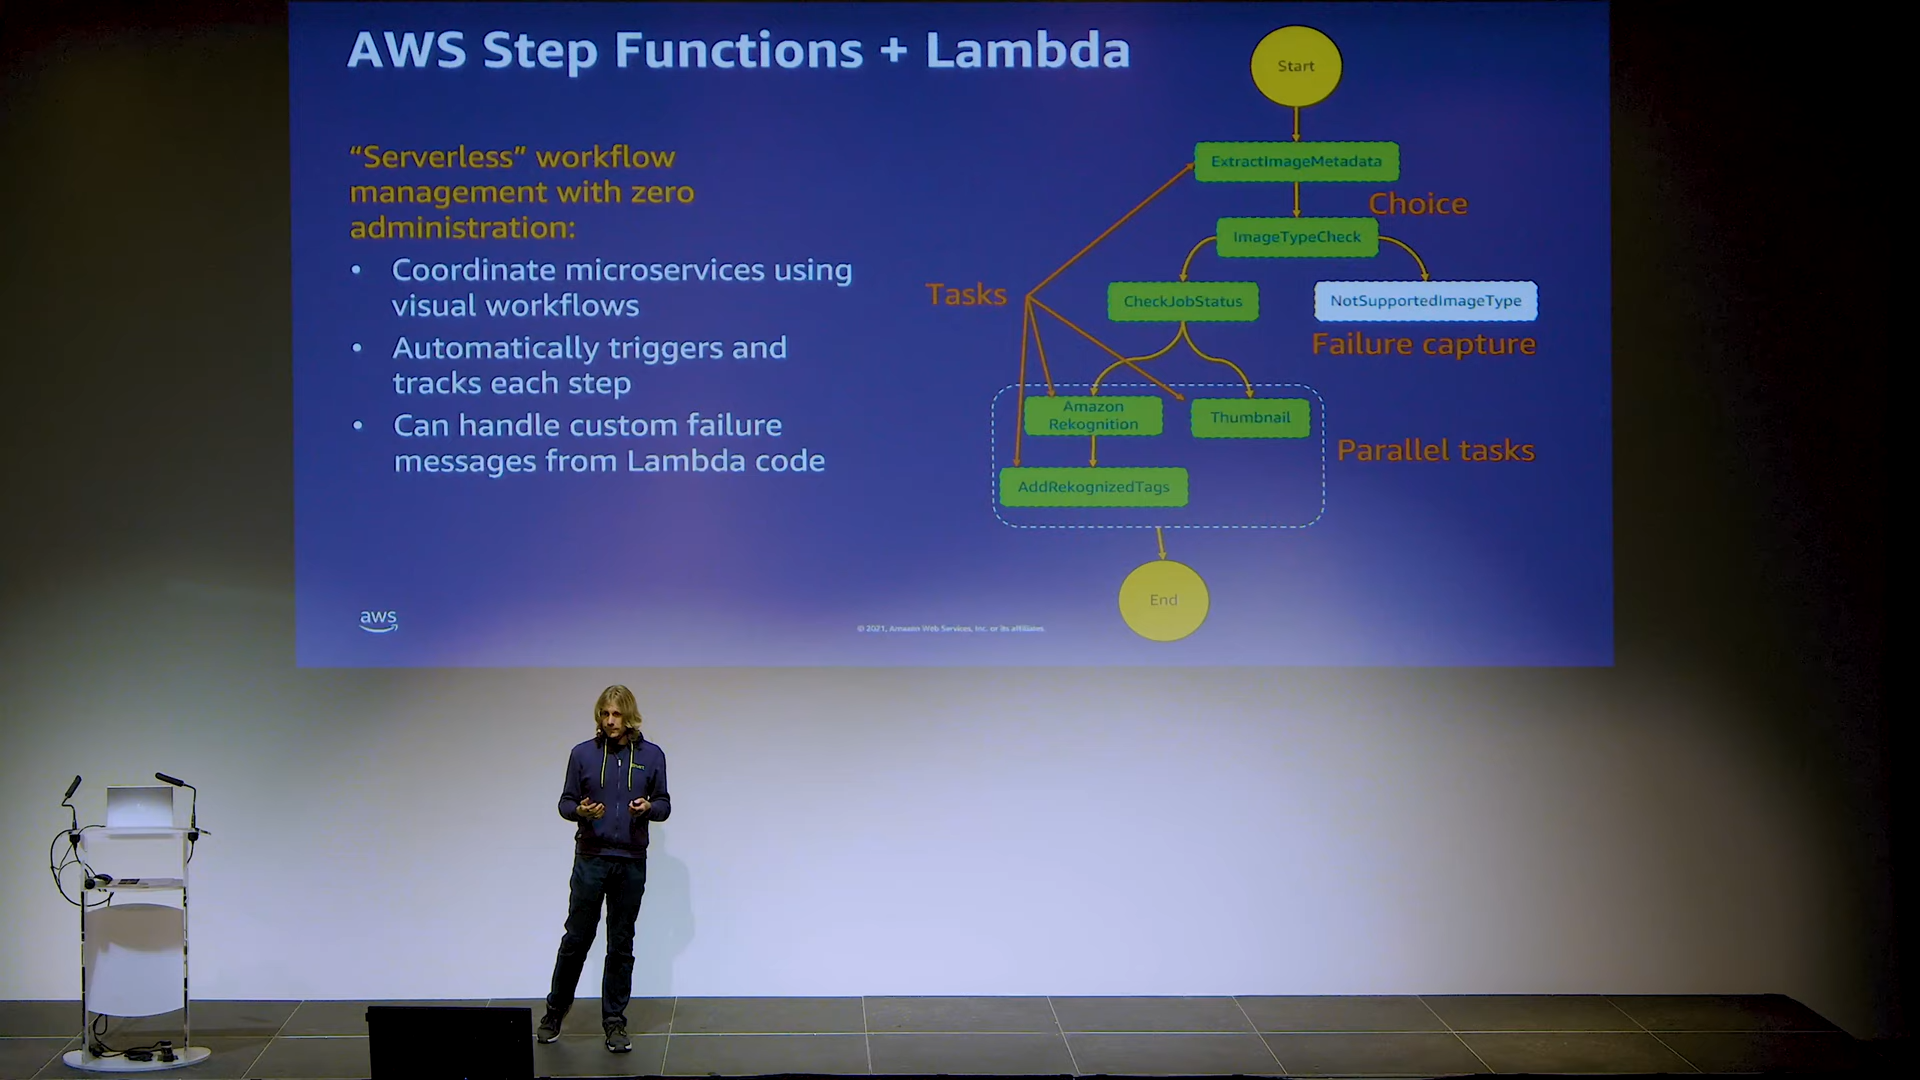 AWS Step Functions + Lambda
“Serverless” workflow
management with zero
administration:
• Coordinate microservices using
visual workflows
• Automatically triggers and
tracks each step
• Can handle custom failure
messages from Lambda code
Start
ExtractImageMetadata
Choice
ImageTypeCheck
Tasks
CheckJobStatus
NotSupportedImageType
Failure capture
Amazon
Rekognition
Thumbnail
Parallel tasks
AddRekognizedTags
End
aws
© 2021, Amazon Web Services, Inc. or its affiliates.